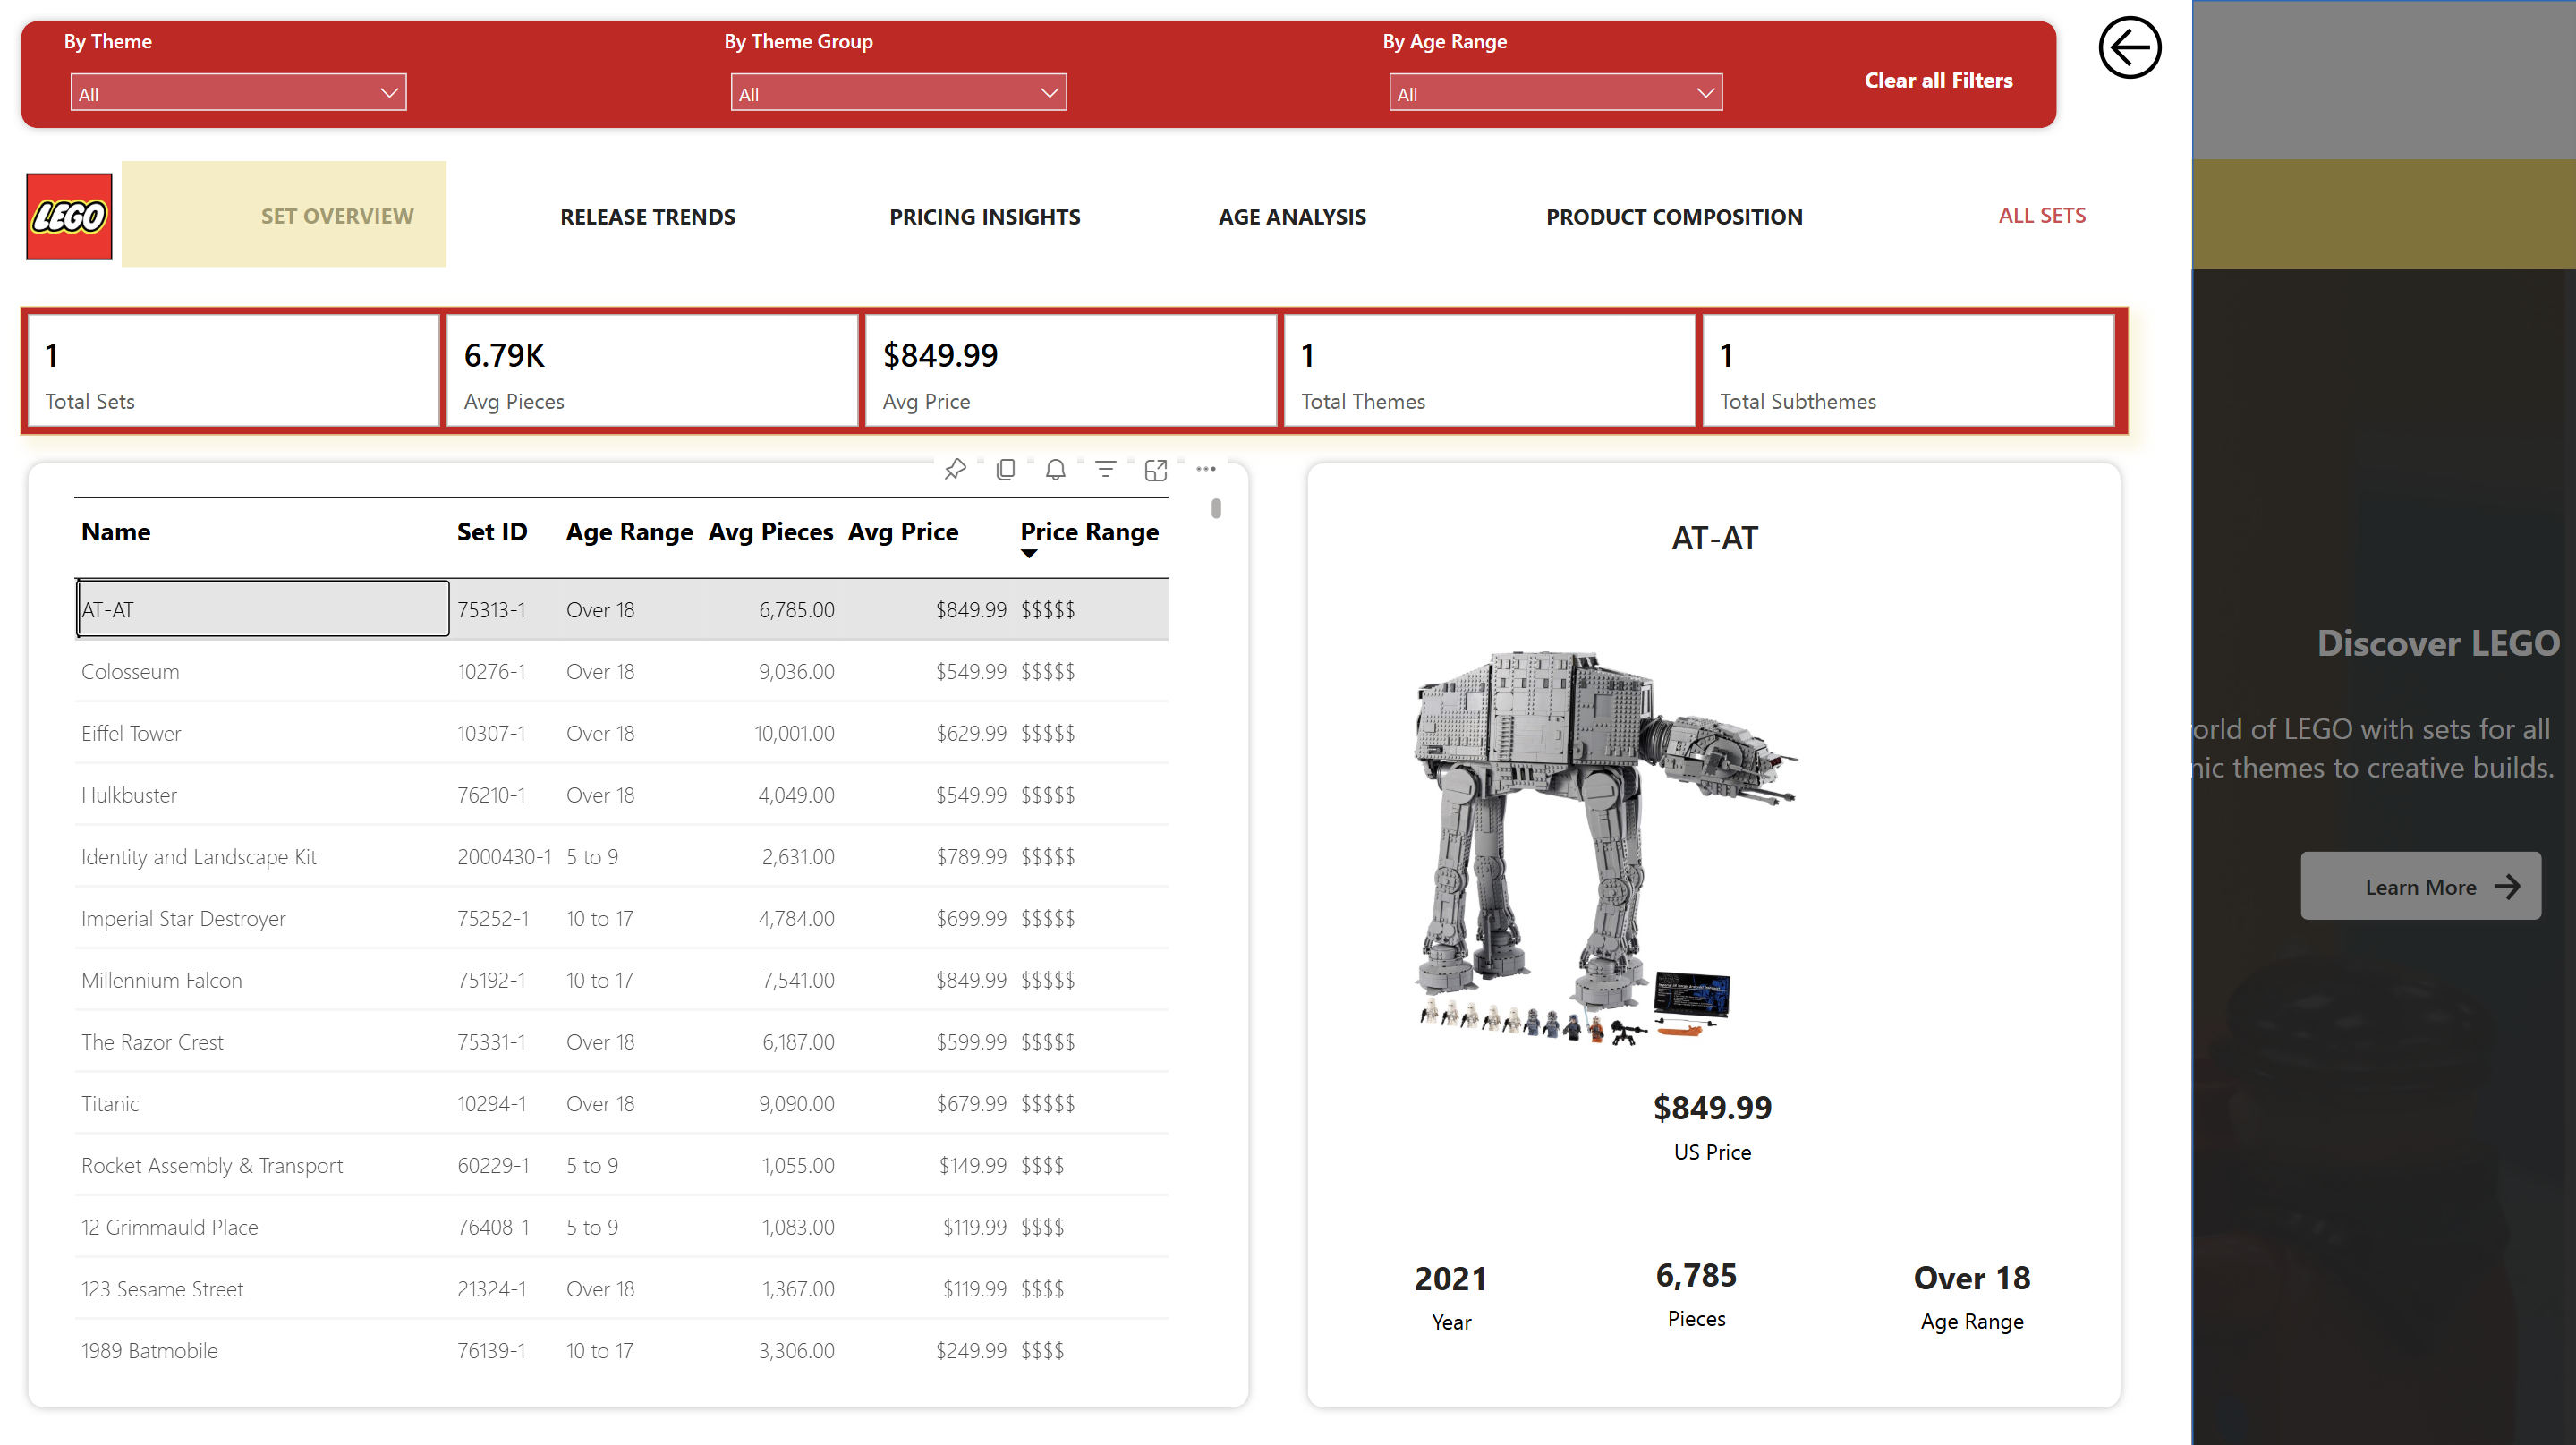 By Theme
By Theme Group
By Age Range
All
All
All
Clear all Filters
LEGO
SET OVERVIEW
RELEASE TRENDS
PRICING INSIGHTS
AGE ANALYSIS
PRODUCT COMPOSITION
ALL SETS
1
Total Sets
6.79K
Avg Pieces
$849.99
Avg Price
1
Total Themes
1
Total Subthemes
Name Set ID Age Range Avg Pieces Avg Price Price Range
AT-AT 75313-1 Over 18 6,785.00 $849.99 $$$$$
Colosseum 10276-1 Over 18 9,036.00 $549.99 $$$$$
Eiffel Tower 10307-1 Over 18 10,001.00 $629.99 $$$$$
Hulkbuster 76210-1 Over 18 4,049.00 $549.99 $$$$$
Identity and Landscape Kit 2000430-1 5 to 9 2,631.00 $789.99 $$$$$
Imperial Star Destroyer 75252-1 10 to 17 4,784.00 $699.99 $$$$$
Millennium Falcon 75192-1 10 to 17 7,541.00 $849.99 $$$$$
The Razor Crest 75331-1 Over 18 6,187.00 $599.99 $$$$$
Titanic 10294-1 Over 18 9,090.00 $679.99 $$$$$
Rocket Assembly & Transport 60229-1 5 to 9 1,055.00 $149.99 $$$$
12 Grimmauld Place 76408-1 5 to 9 1,083.00 $119.99 $$$$
123 Sesame Street 21324-1 Over 18 1,367.00 $119.99 $$$$
1989 Batmobile 76139-1 10 to 17 3,306.00 $249.99 $$$$
AT-AT
$849.99
US Price
2021
Year
6,785
Pieces
Over 18
Age Range
Discover LEGO
orld of LEGO with sets for all
nic themes to creative builds.
Learn More